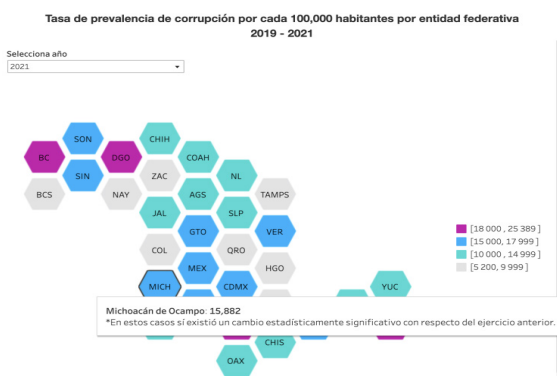 Tasa de prevalencia de corrupción por cada 100,000 habitantes por entidad federativa
2019 - 2021
Selecciona año
2021
SON
CHIH
BC
DGO
COAH
SIN
ZAC
NL
BCS
NAY
AGS
TAMPS
JAL
SLP
GTO
VER
COL
QRO
MEX
HGO
MICH
CDMX
YUC
[18 000 , 25 389 ]
[15 000, 17 999 ]
[10 000 , 14 999 ]
[5 200, 9 999 ]
Michoacán de Ocampo: 15,882
*En estos casos sí existió un cambio estadísticamente significativo con respecto del ejercicio anterior.
CHIS
OAX